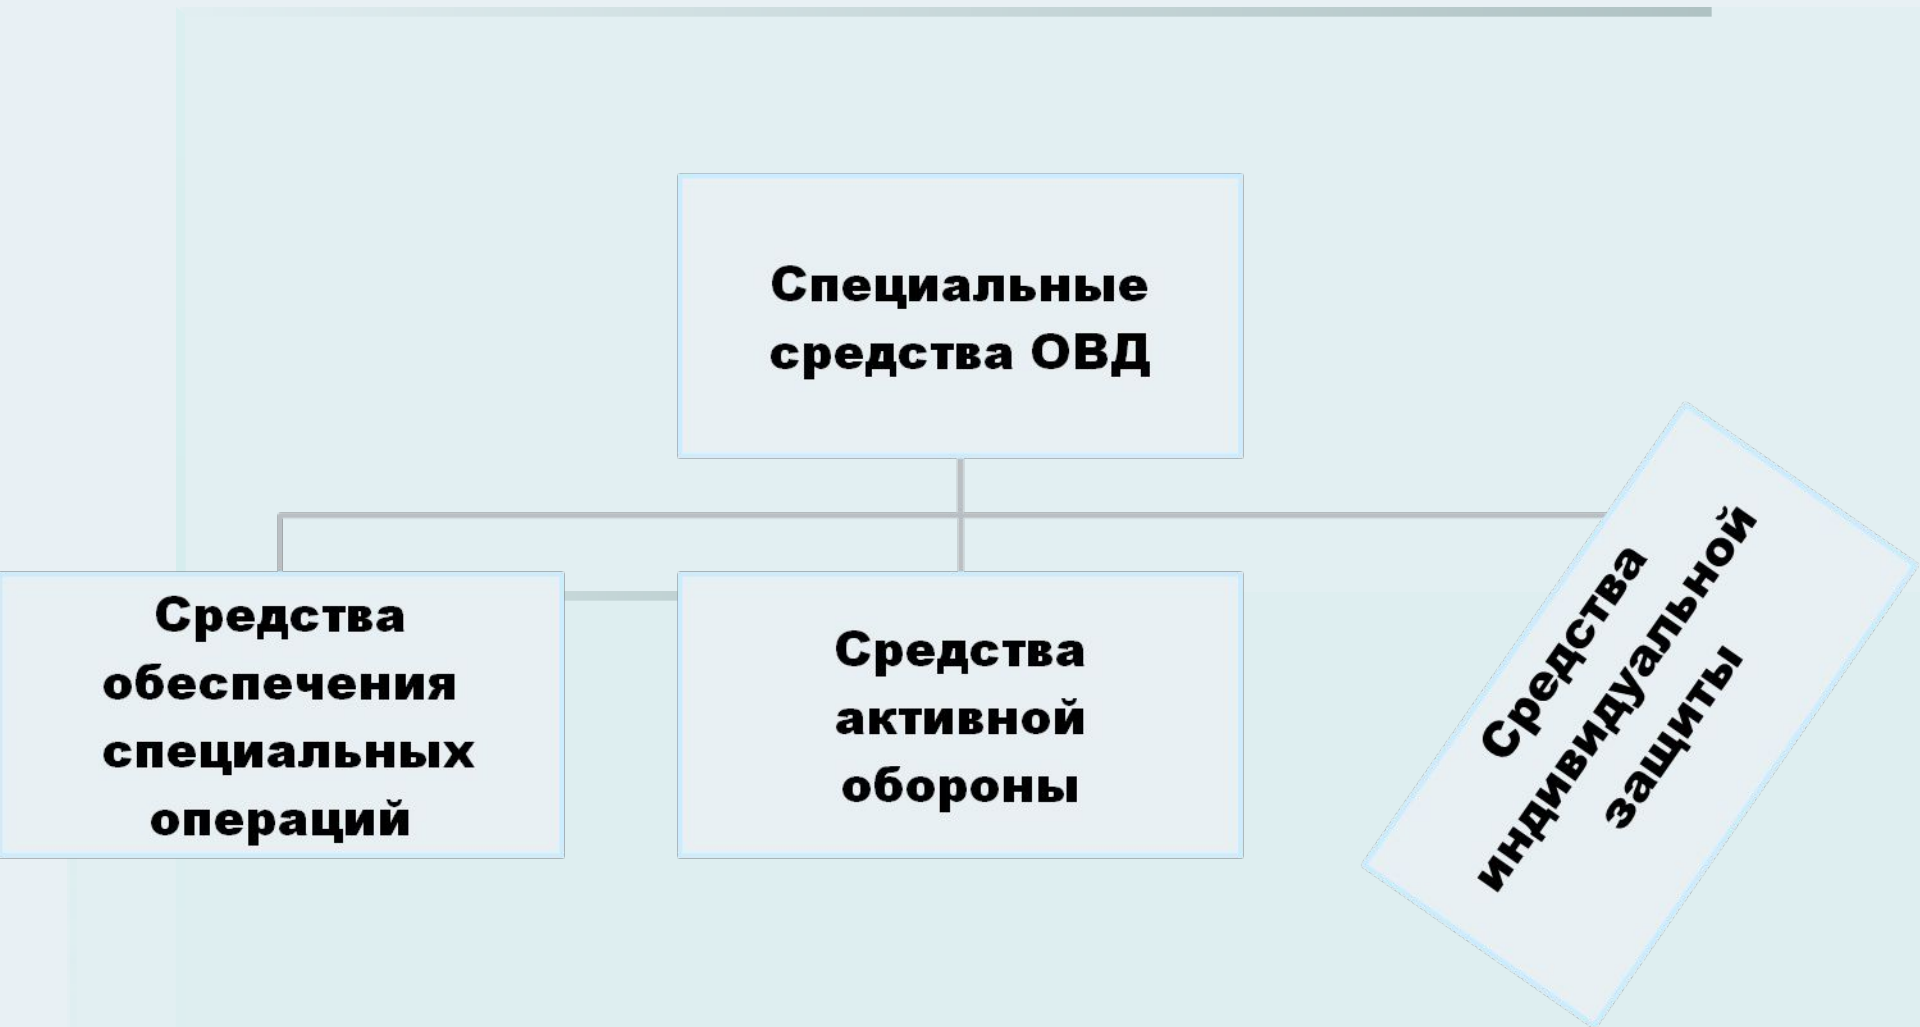 Специальные
средства ОВД
Средства
обеспечения
специальных
операций
Средства
активной
обороны
Средства
индивидуальной
защиты